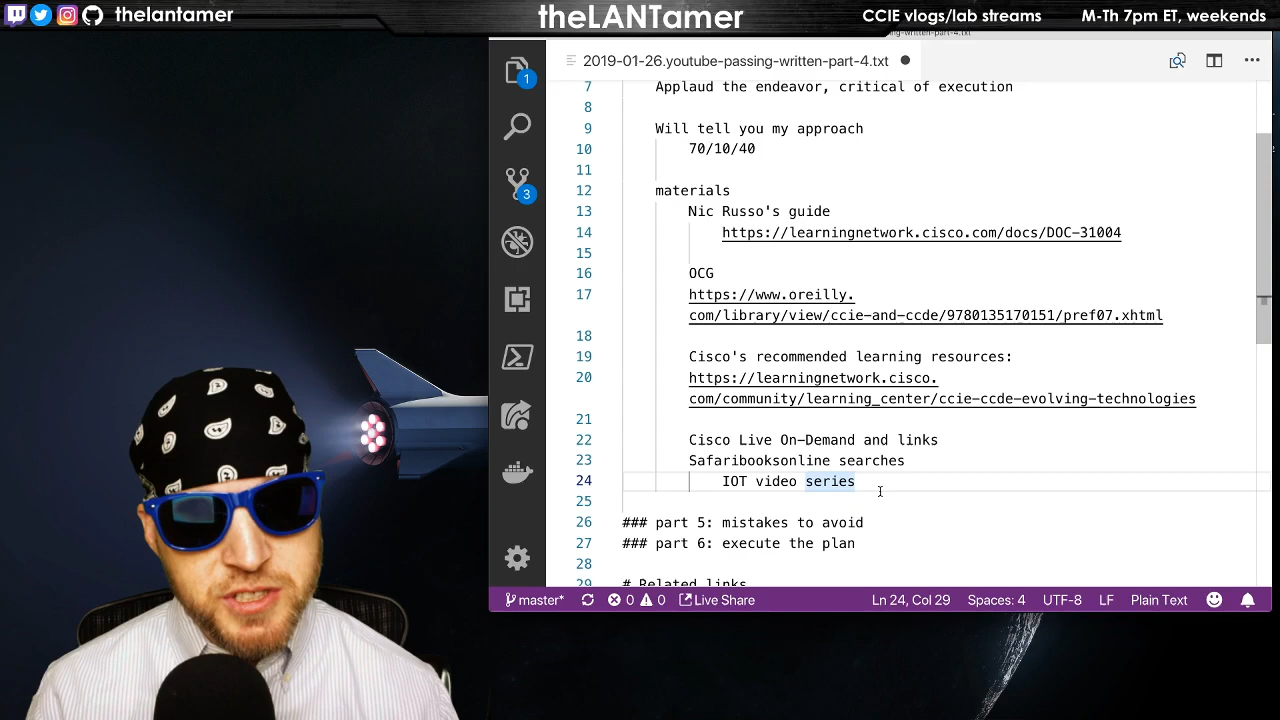 thelantamer
theLANTamer
CCIE vlogs/lab streams M-Th 7pm ET, weekends
2019-01-26.youtube-passing-written-part-4.txt
7 Applaud the endeavor, critical of execution
8
9 Will tell you my approach
10 70/10/40
11
12 materials
13 Nic Russo's guide
14 https://learningnetwork.cisco.com/docs/DOC-31004
15
16 OCG
17 https://www.oreilly.
com/library/view/ccie-and-ccde/9780135170151/pref07.xhtml
18
19 Cisco's recommended learning resources:
20 https://learningnetwork.cisco.
com/community/learning_center/ccie-ccde-evolving-technologies
21
22 Cisco Live On-Demand and links
23 Safaribooksonline searches
24 IOT video series
25
26 ### part 5: mistakes to avoid
27 ### part 6: execute the plan
28
29 # Related links
1
3
master* 0 0 Live Share Ln 24, Col 29 Spaces: 4 UTF-8 LF Plain Text